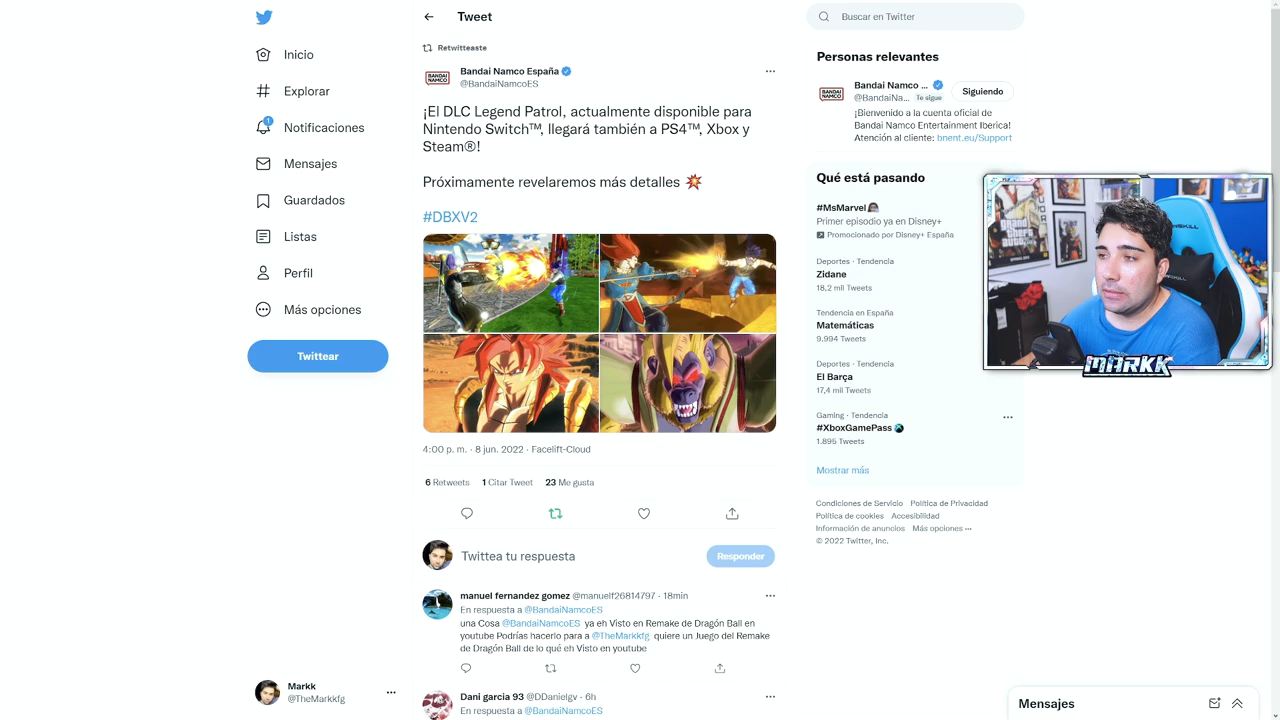 Inicio
Explorar
1
Notificaciones
Mensajes
Guardados
Listas
Perfil
Más opciones
Twittear
Markk
@TheMarkkfg
Tweet
Retwitteaste
BANDAI NAMCO
Bandai Namco España
@BandaiNamcoES
¡El DLC Legend Patrol, actualmente disponible para
Nintendo Switch™, llegará también a PS4™, Xbox y
Steam®!
Próximamente revelaremos más detalles 💥
#DBXV2
4:00 p. m. · 8 jun. 2022 · Facelift-Cloud
6 Retweets 1 Citar Tweet 23 Me gusta
Twittea tu respuesta
Responder
manuel fernandez gomez @manuelf26814797 · 18min
En respuesta a @BandaiNamcoES
una Cosa @BandaiNamcoES ya eh Visto en Remake de Dragón Ball en
youtube Podrías hacerlo para a @TheMarkkfg quiere un Juego del Remake
de Dragón Ball de lo qué eh Visto en youtube
Dani garcia 93 @DDanielgv · 6h
En respuesta a @BandaiNamcoES
Buscar en Twitter
Personas relevantes
BANDAI NAMCO
Bandai Namco ...
@BandaiNa... Te sigue
Siguiendo
¡Bienvenido a la cuenta oficial de
Bandai Namco Entertainment Iberica!
Atención al cliente: bnent.eu/Support
Qué está pasando
#MsMarvel
Primer episodio ya en Disney+
Promocionado por Disney+ España
Deportes · Tendencia
Zidane
18,2 mil Tweets
Tendencia en España
Matemáticas
9.994 Tweets
Deportes · Tendencia
El Barça
17,4 mil Tweets
Gaming · Tendencia
#XboxGamePass
1.895 Tweets
Mostrar más
Condiciones de Servicio Política de Privacidad
Política de cookies Accesibilidad
Información de anuncios Más opciones ···
© 2022 Twitter, Inc.
MARKK
Mensajes